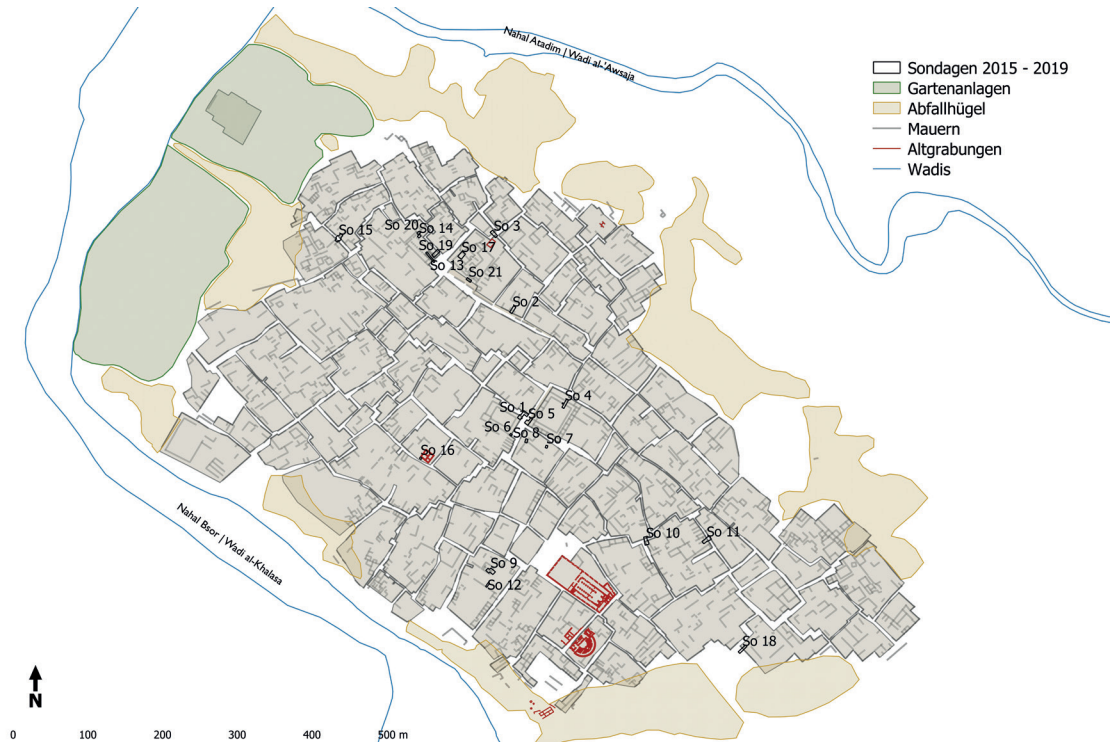 Nahal Atadim | Wadi al-'Awsaja
Sondagen 2015 - 2019
Gartenanlagen
Abfallhügel
Mauern
Altgrabungen
Wadis
So 20
So 14
So 3
So 15
So 19
So 17
So 13
So 21
So 2
So 4
So 1
So 5
So 6
So 8
So 7
So 16
Nahal Bsor | Wadi al-Khalasa
So 10
So 11
So 9
So 12
So 18
N
0 100 200 300 400 500 m